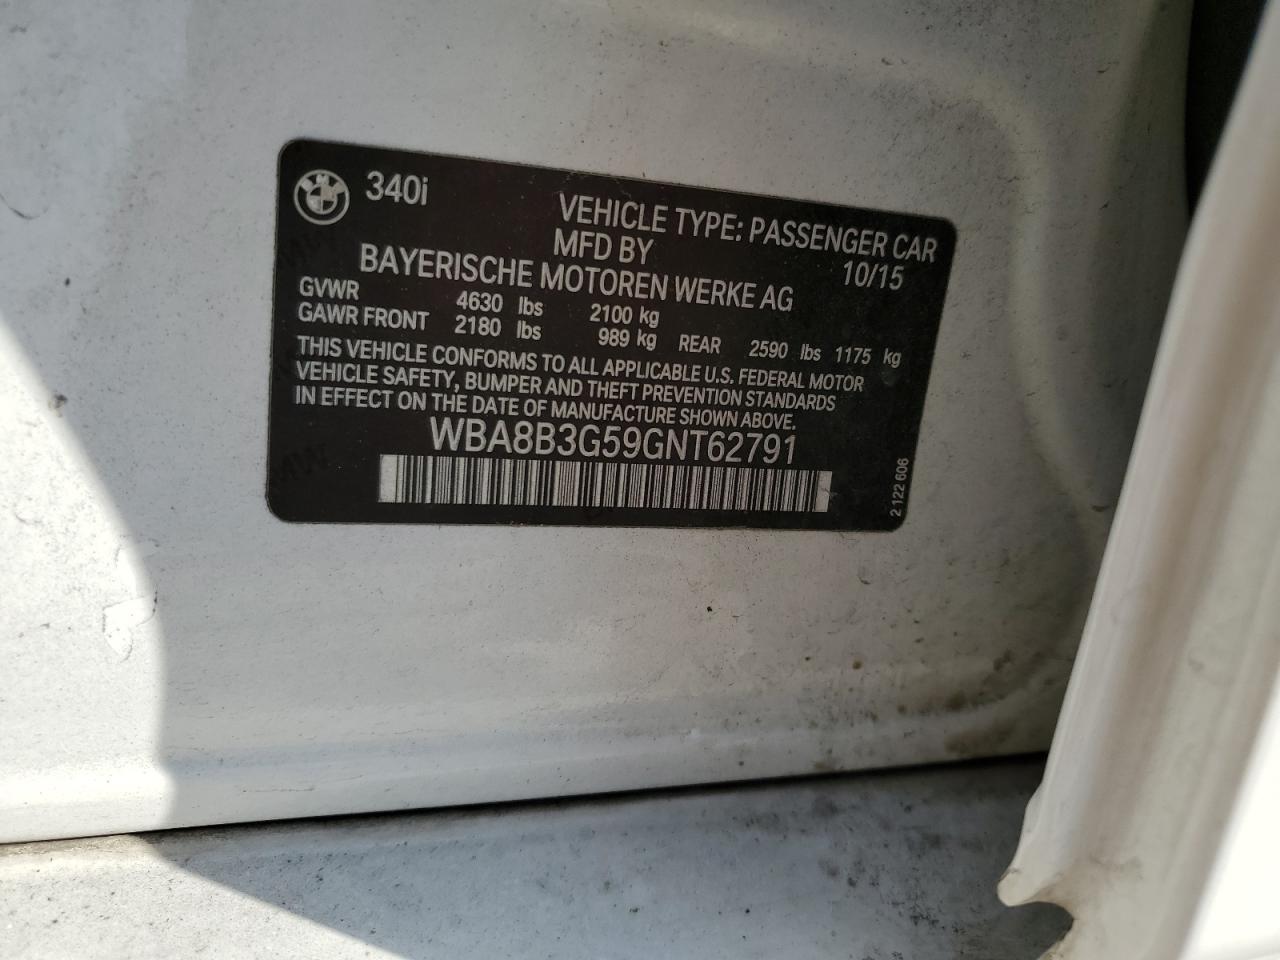 340i
VEHICLE TYPE: PASSENGER CAR
MFD BY 10/15
BAYERISCHE MOTOREN WERKE AG
GVWR 4630 lbs 2100 kg
GAWR FRONT 2180 lbs 989 kg REAR 2590 lbs 1175 kg
THIS VEHICLE CONFORMS TO ALL APPLICABLE U.S. FEDERAL MOTOR
VEHICLE SAFETY, BUMPER AND THEFT PREVENTION STANDARDS
IN EFFECT ON THE DATE OF MANUFACTURE SHOWN ABOVE.
WBA8B3G59GNT62791
2 122 606